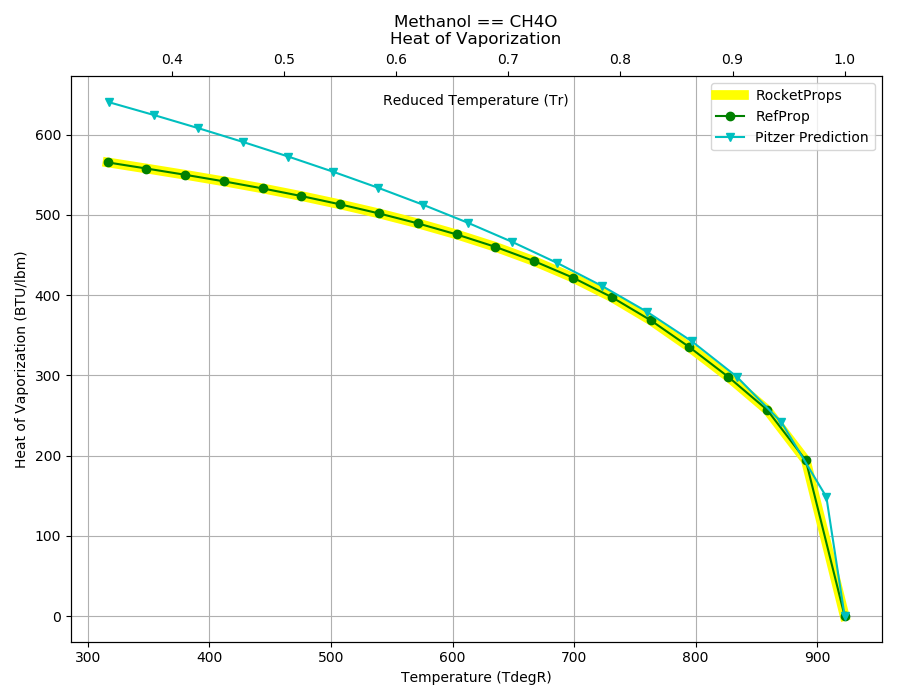 Methanol == CH4O
Heat of Vaporization
0.4 0.5 0.6 0.7 0.8 0.9 1.0
Reduced Temperature (Tr)
RocketProps
RefProp
Pitzer Prediction
Heat of Vaporization (BTU/lbm)
600
500
400
300
200
100
0
300 400 500 600 700 800 900
Temperature (TdegR)